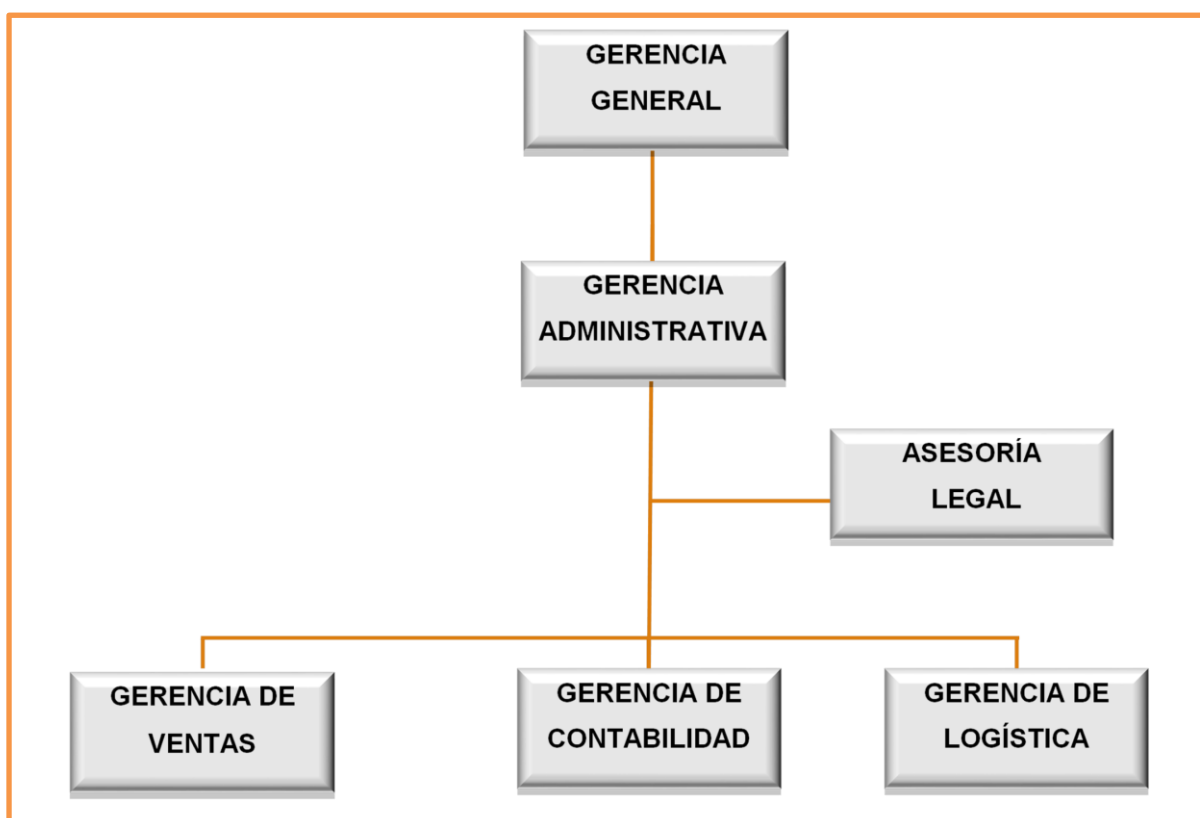 GERENCIA
GENERAL
GERENCIA
ADMINISTRATIVA
ASESORÍA
LEGAL
GERENCIA DE
VENTAS
GERENCIA DE
CONTABILIDAD
GERENCIA DE
LOGÍSTICA